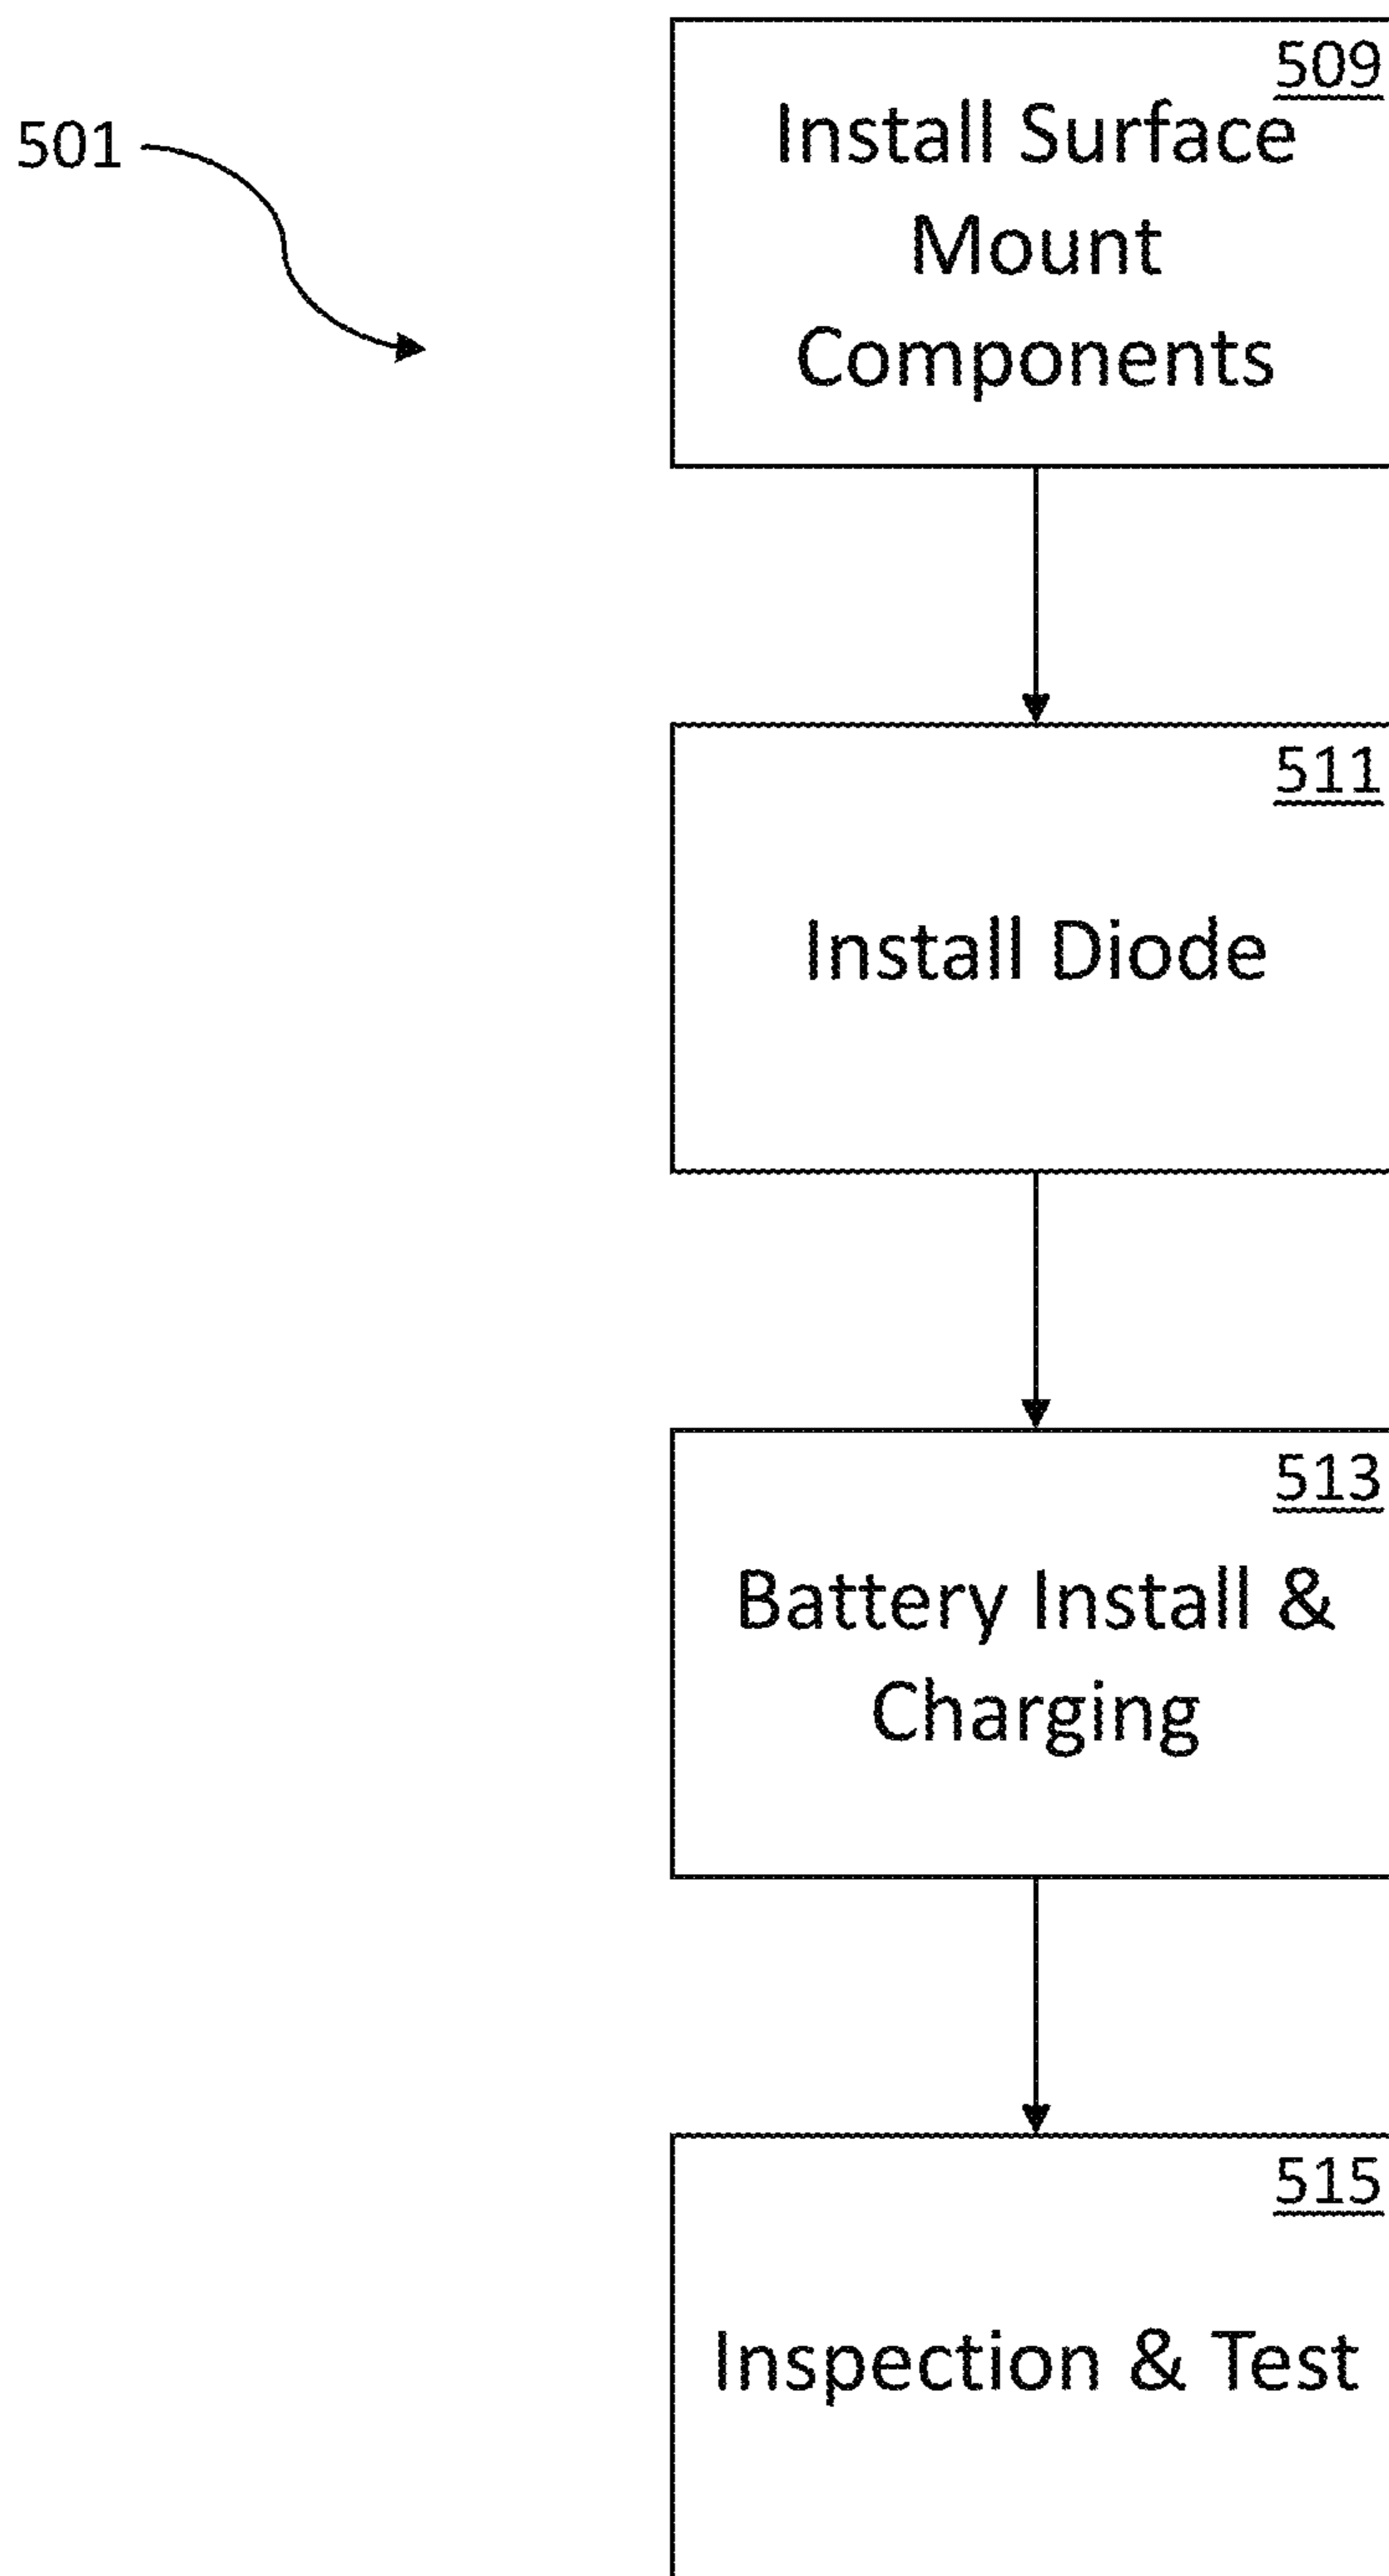 501
509
Install Surface
Mount
Components
511
Install Diode
513
Battery Install &
Charging
515
Inspection & Test